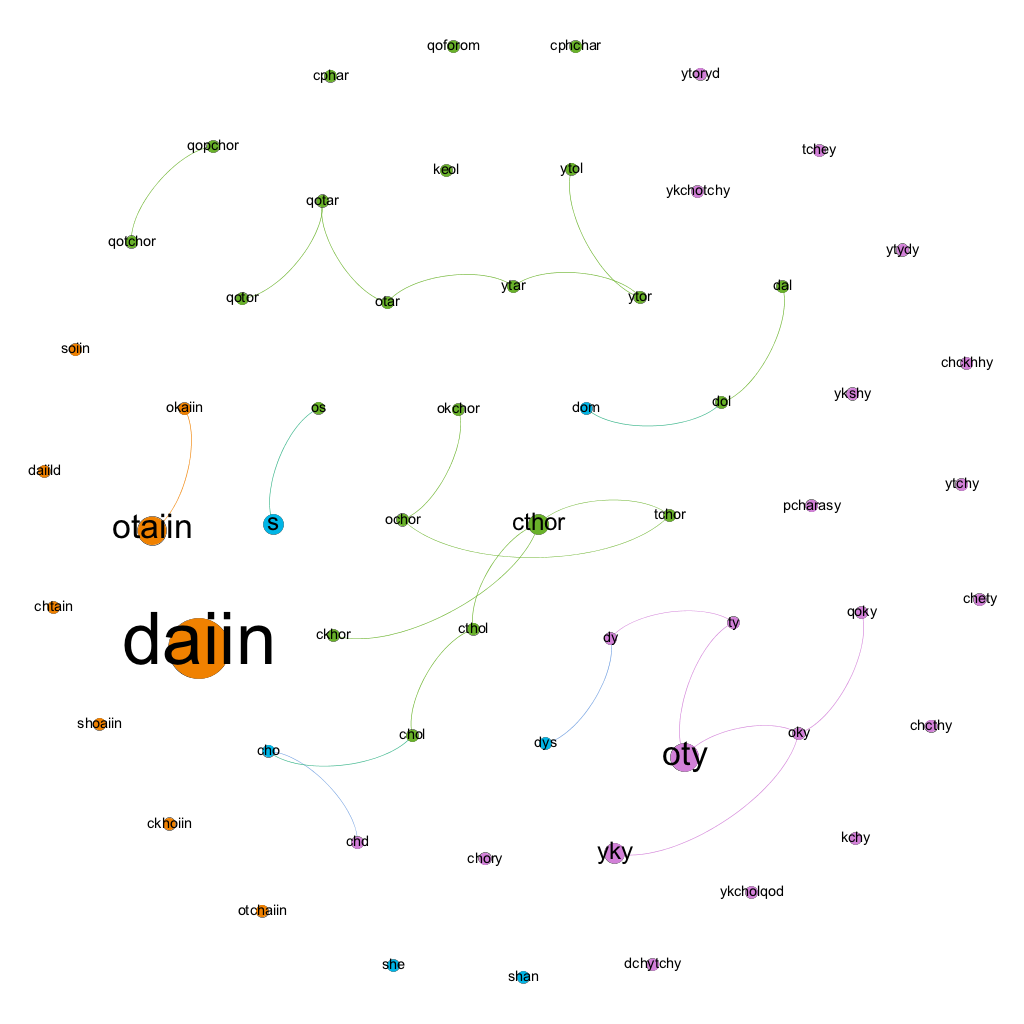 qoforom
cphchar
cphar
ytoryd
qopchor
tchey
keol
ytol
ykchotchy
qotar
qotchor
ytydy
ytar
dal
qotor
otar
ytor
soiin
chckhhy
okaiin
os
okchor
dom
dol
ykshy
daiild
ytchy
otaiin
s
ochor
cthor
tchor
pcharasy
chtain
daiin
ckhor
cthol
dy
ty
qoky
chety
shoaiin
cho
chol
dys
oty
oky
chcthy
ckhoiin
chd
chory
yky
kchy
otchaiin
ykcholqod
she
shan
dchytchy